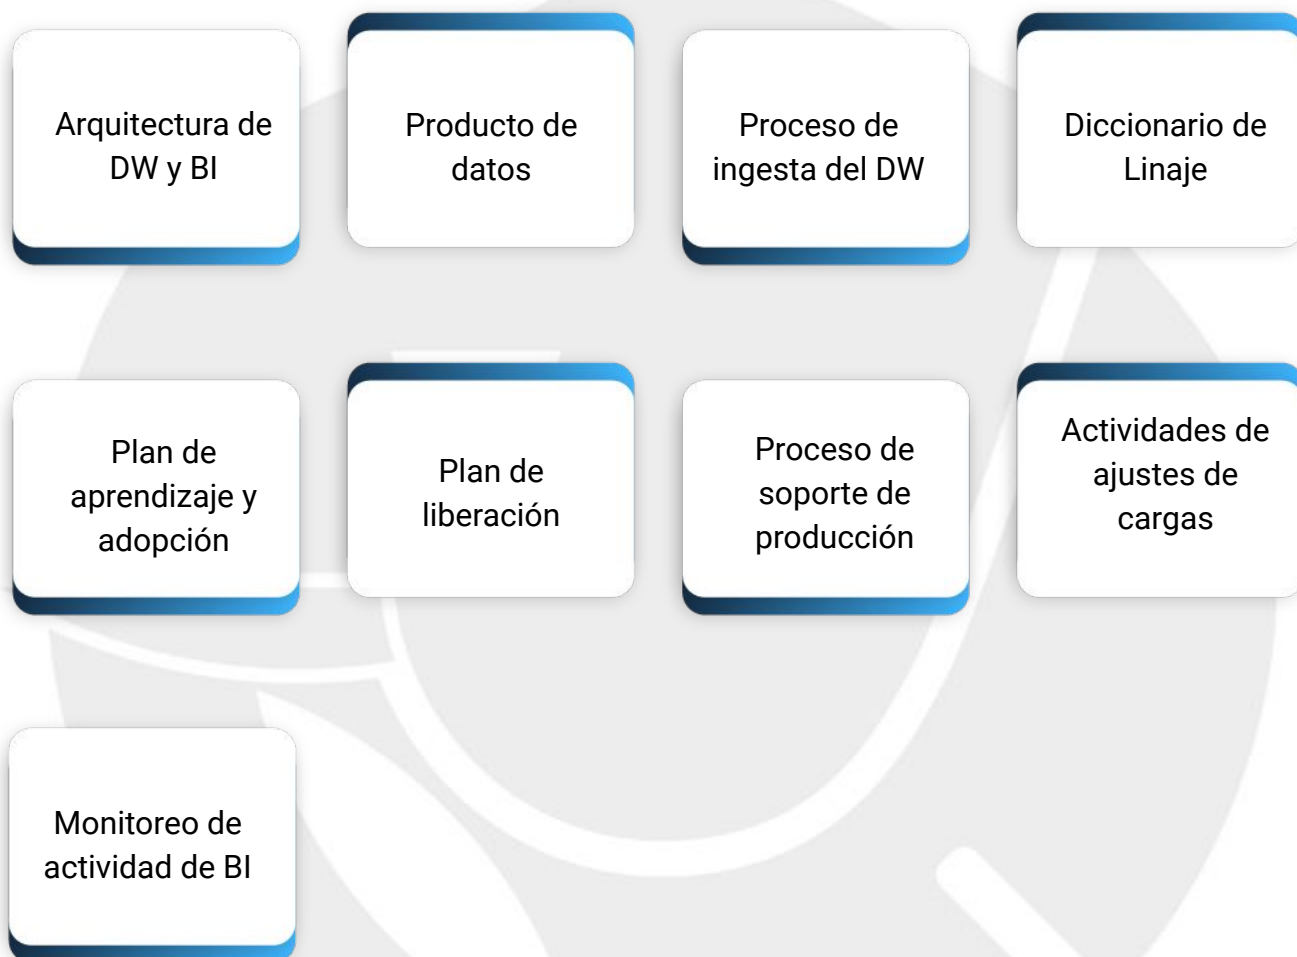 Arquitectura de
DW y BI
Producto de
datos
Proceso de
ingesta del DW
Diccionario de
Linaje
Plan de
aprendizaje y
adopción
Plan de
liberación
Proceso de
soporte de
producción
Actividades de
ajustes de
cargas
Monitoreo de
actividad de BI